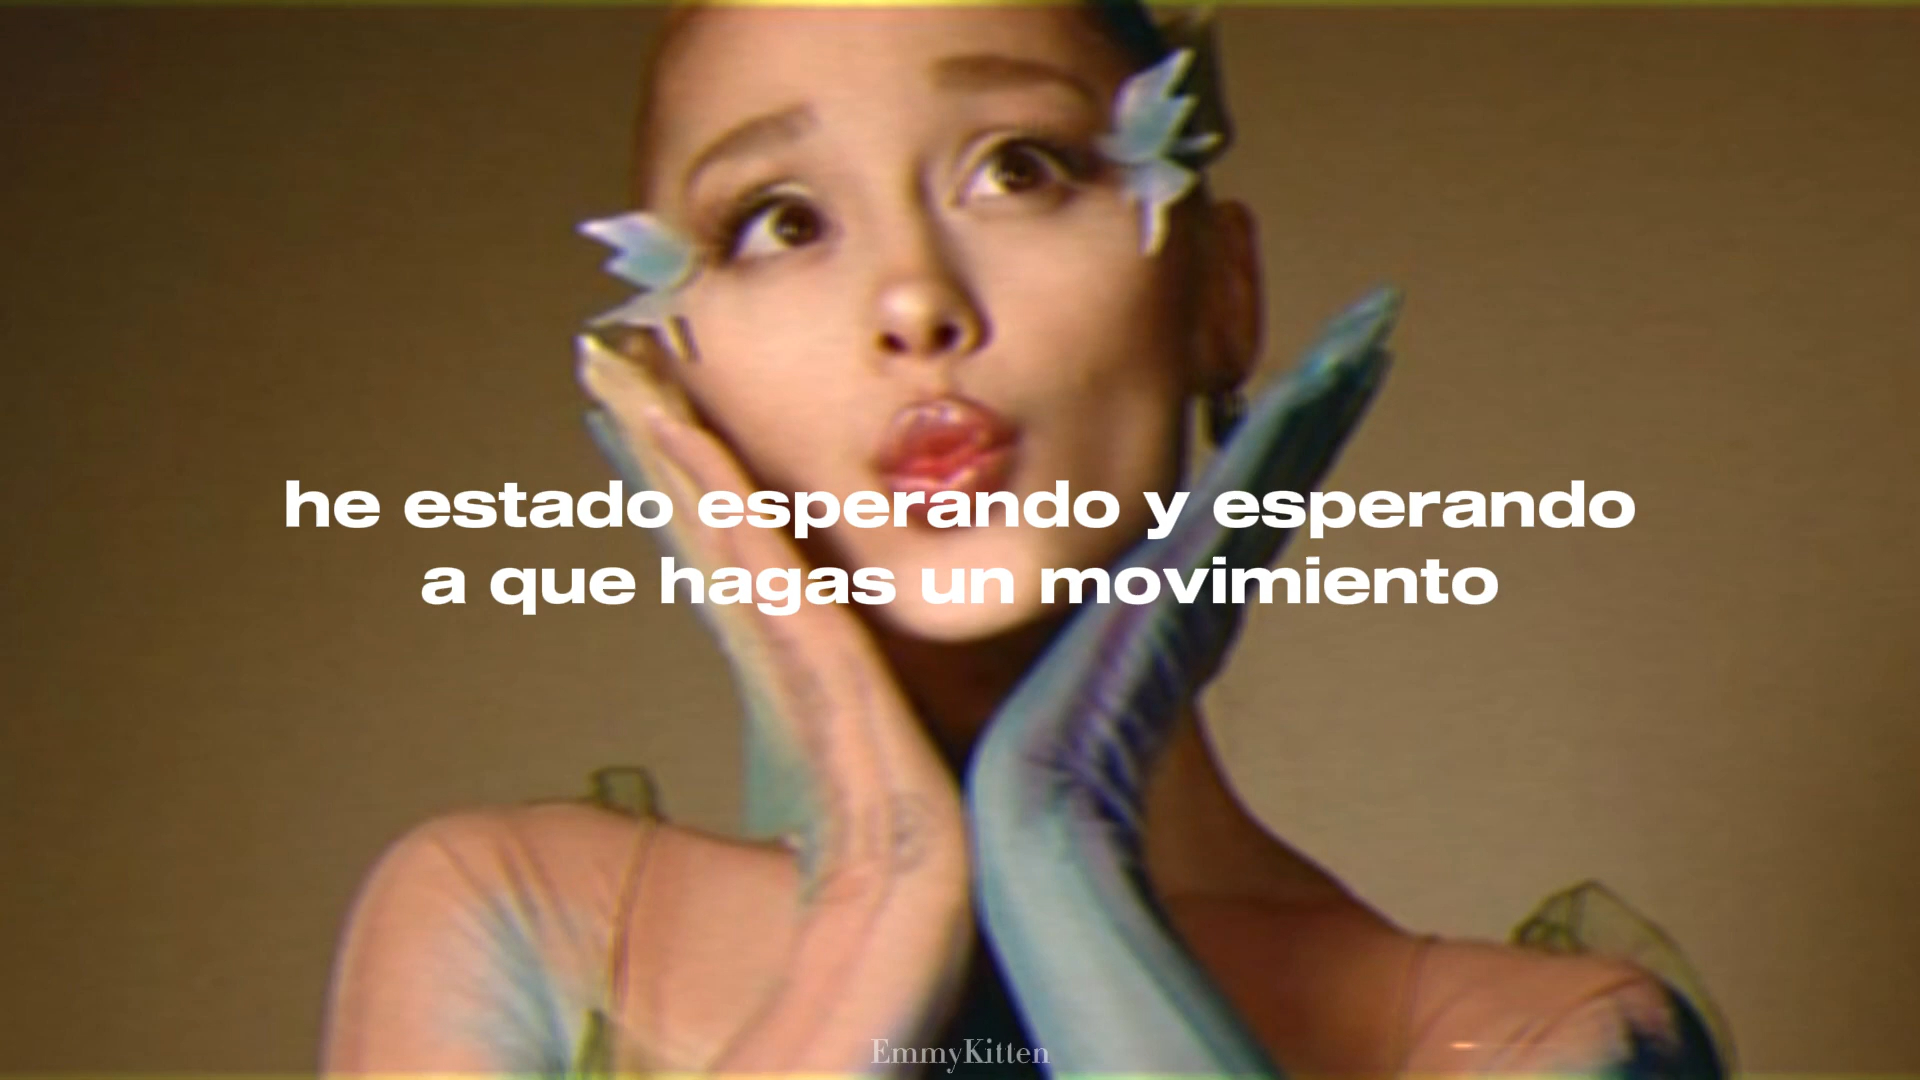 he estado esperando y esperando
a que hagas un movimiento
EmmyKitten